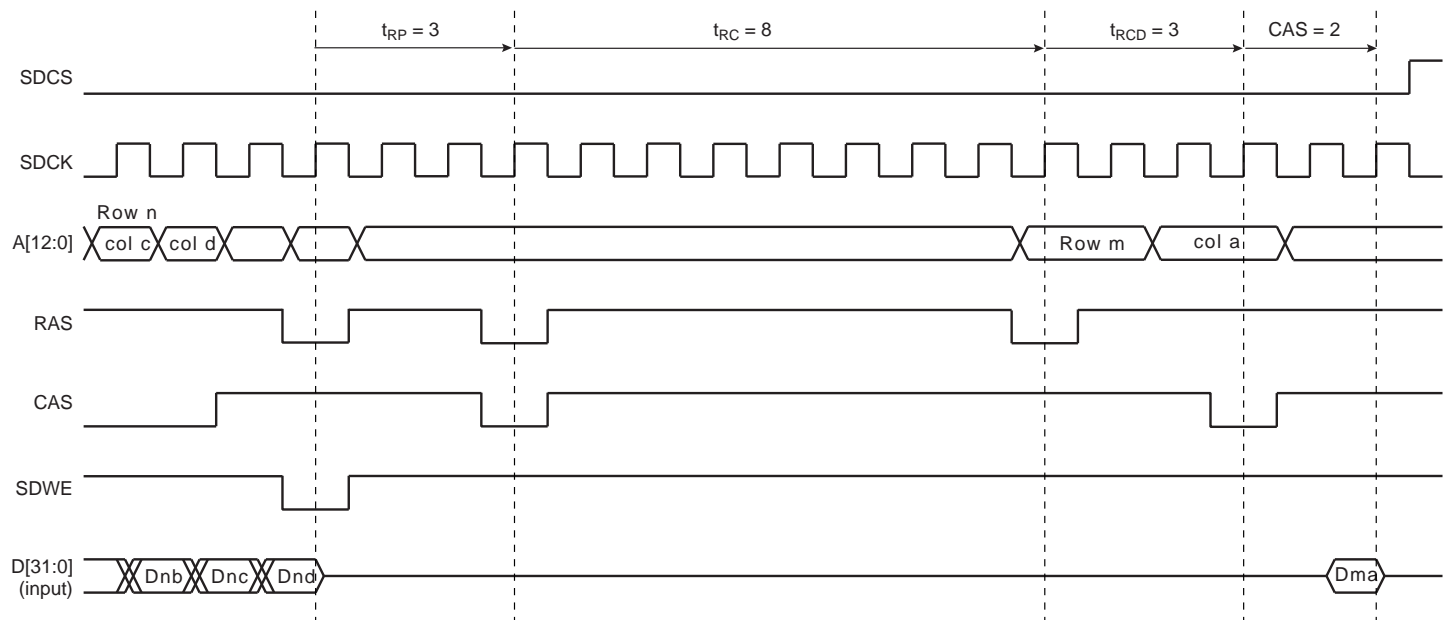 tRP = 3
tRC = 8
tRCD = 3
CAS = 2
SDCS
SDCK
Row n
A[12:0]
col c
col d
Row m
col a
RAS
CAS
SDWE
D[31:0]
(input)
Dnb
Dnc
Dnd
Dma